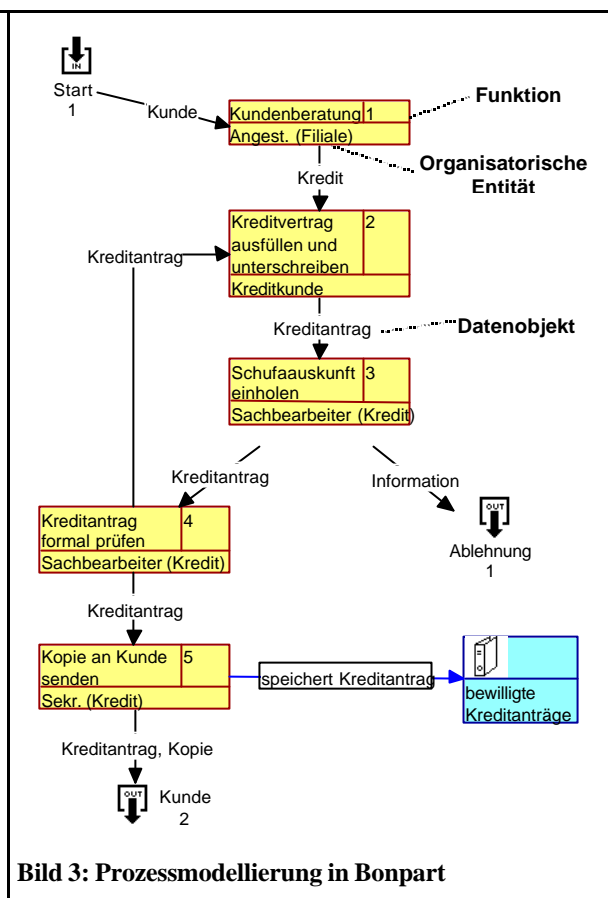 IN
Start
1
Kunde
Kundenberatung 1
Angest. (Filiale)
Funktion
Organisatorische
Entität
Kredit
Kreditvertrag 2
ausfüllen und
unterschreiben
Kreditkunde
Kreditantrag
Kreditantrag
Datenobjekt
Schufaauskunft 3
einholen
Sachbearbeiter (Kredit)
Kreditantrag
Information
OUT
Ablehnung
1
Kreditantrag 4
formal prüfen
Sachbearbeiter (Kredit)
Kreditantrag
Kopie an Kunde 5
senden
Sekr. (Kredit)
speichert Kreditantrag
bewilligte
Kreditanträge
Kreditantrag, Kopie
OUT
Kunde
2
Bild 3: Prozessmodellierung in Bonpart